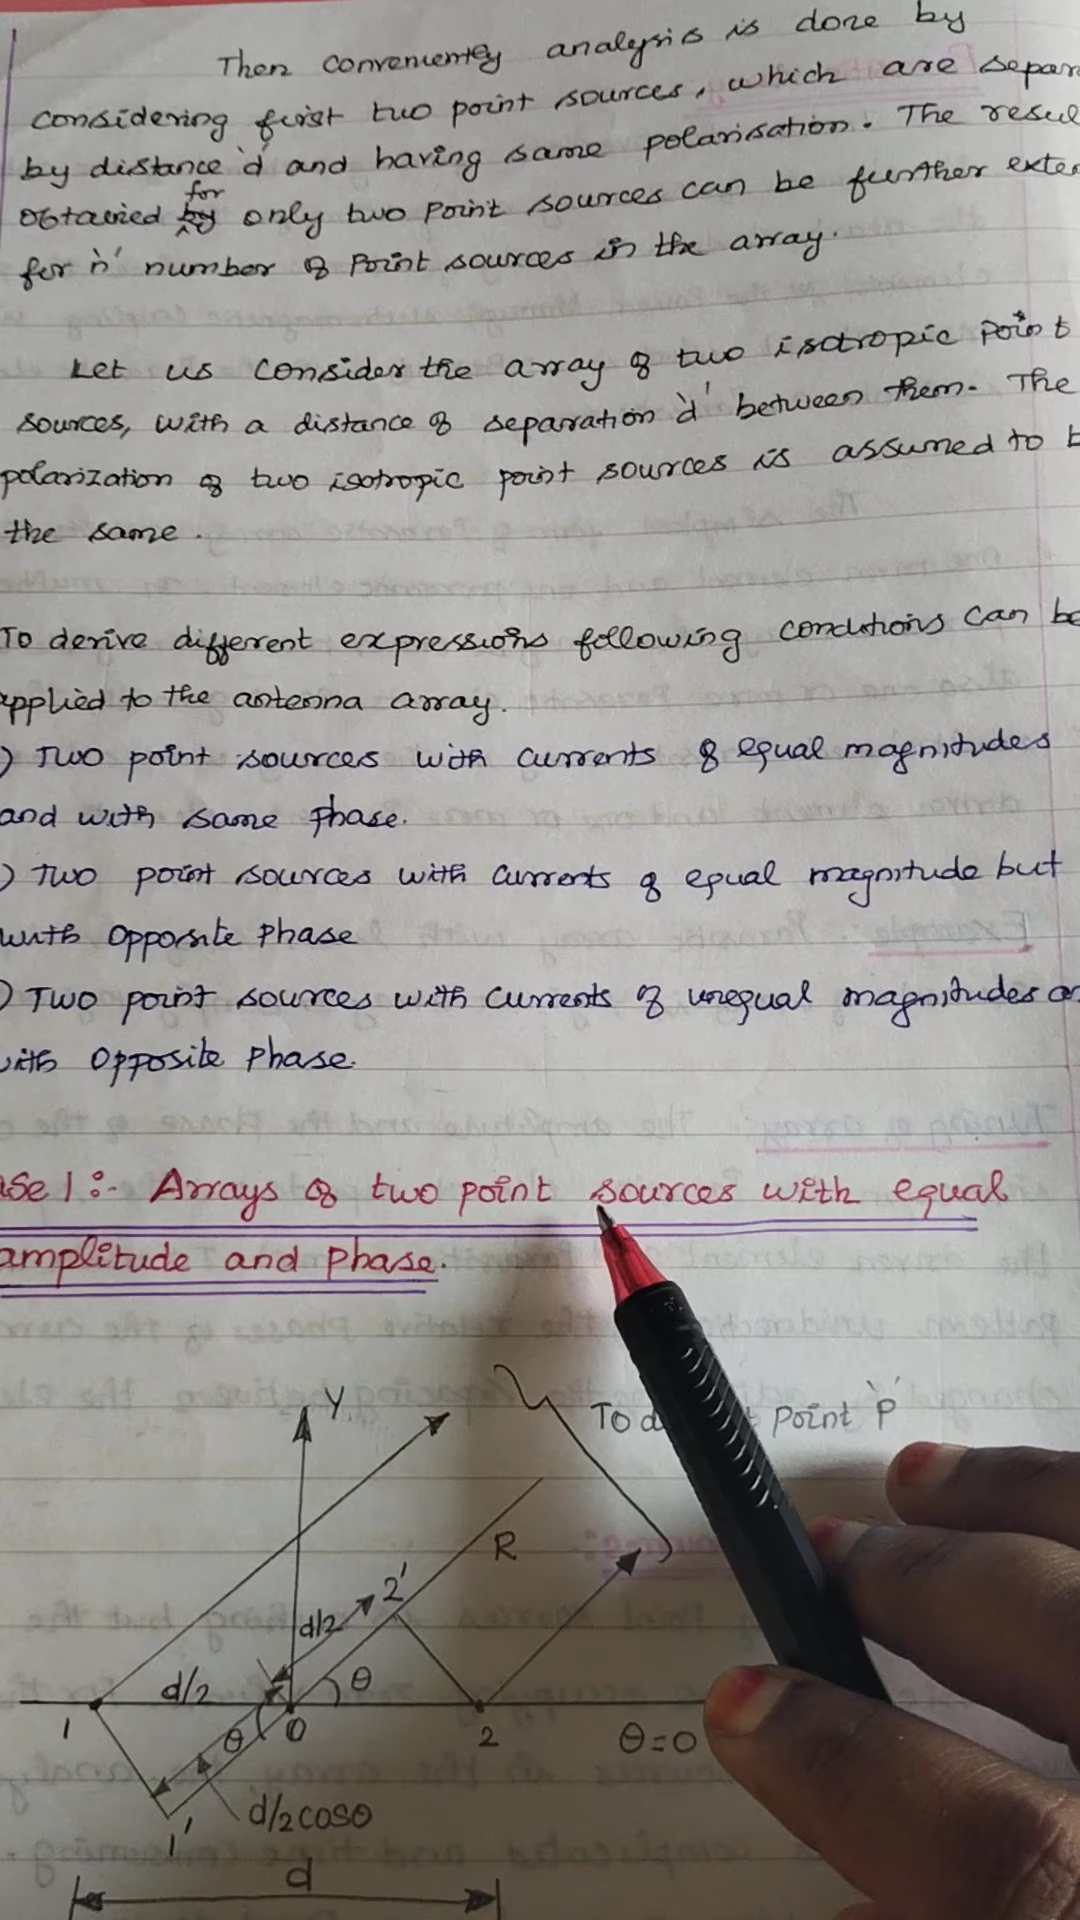 Then conveniently analysis is done by
considering first two point sources, which are separ
by distance 'd' and having same polarisation. The resul
for
obtained by only two point sources can be further exter
for 'n' number of point sources in the array.
Let us consider the array of two isotropic point
sources, with a distance of separation 'd' between them. The
polarization of two isotropic point sources is assumed to b
the same.
To derive different expressions following conditions can be
applied to the antenna array.
) Two point sources with currents of equal magnitudes
and with same phase.
) Two point sources with currents of equal magnitude but
with opposite phase
) Two point sources with currents of unequal magnitudes an
with opposite phase.
ase 1 :- Arrays of two point sources with equal
amplitude and phase.
Y
To d t point 'P'
R
2'
d/2
d/2
θ
1
θ
0
2
θ=0
d/2 cosθ
1'
d